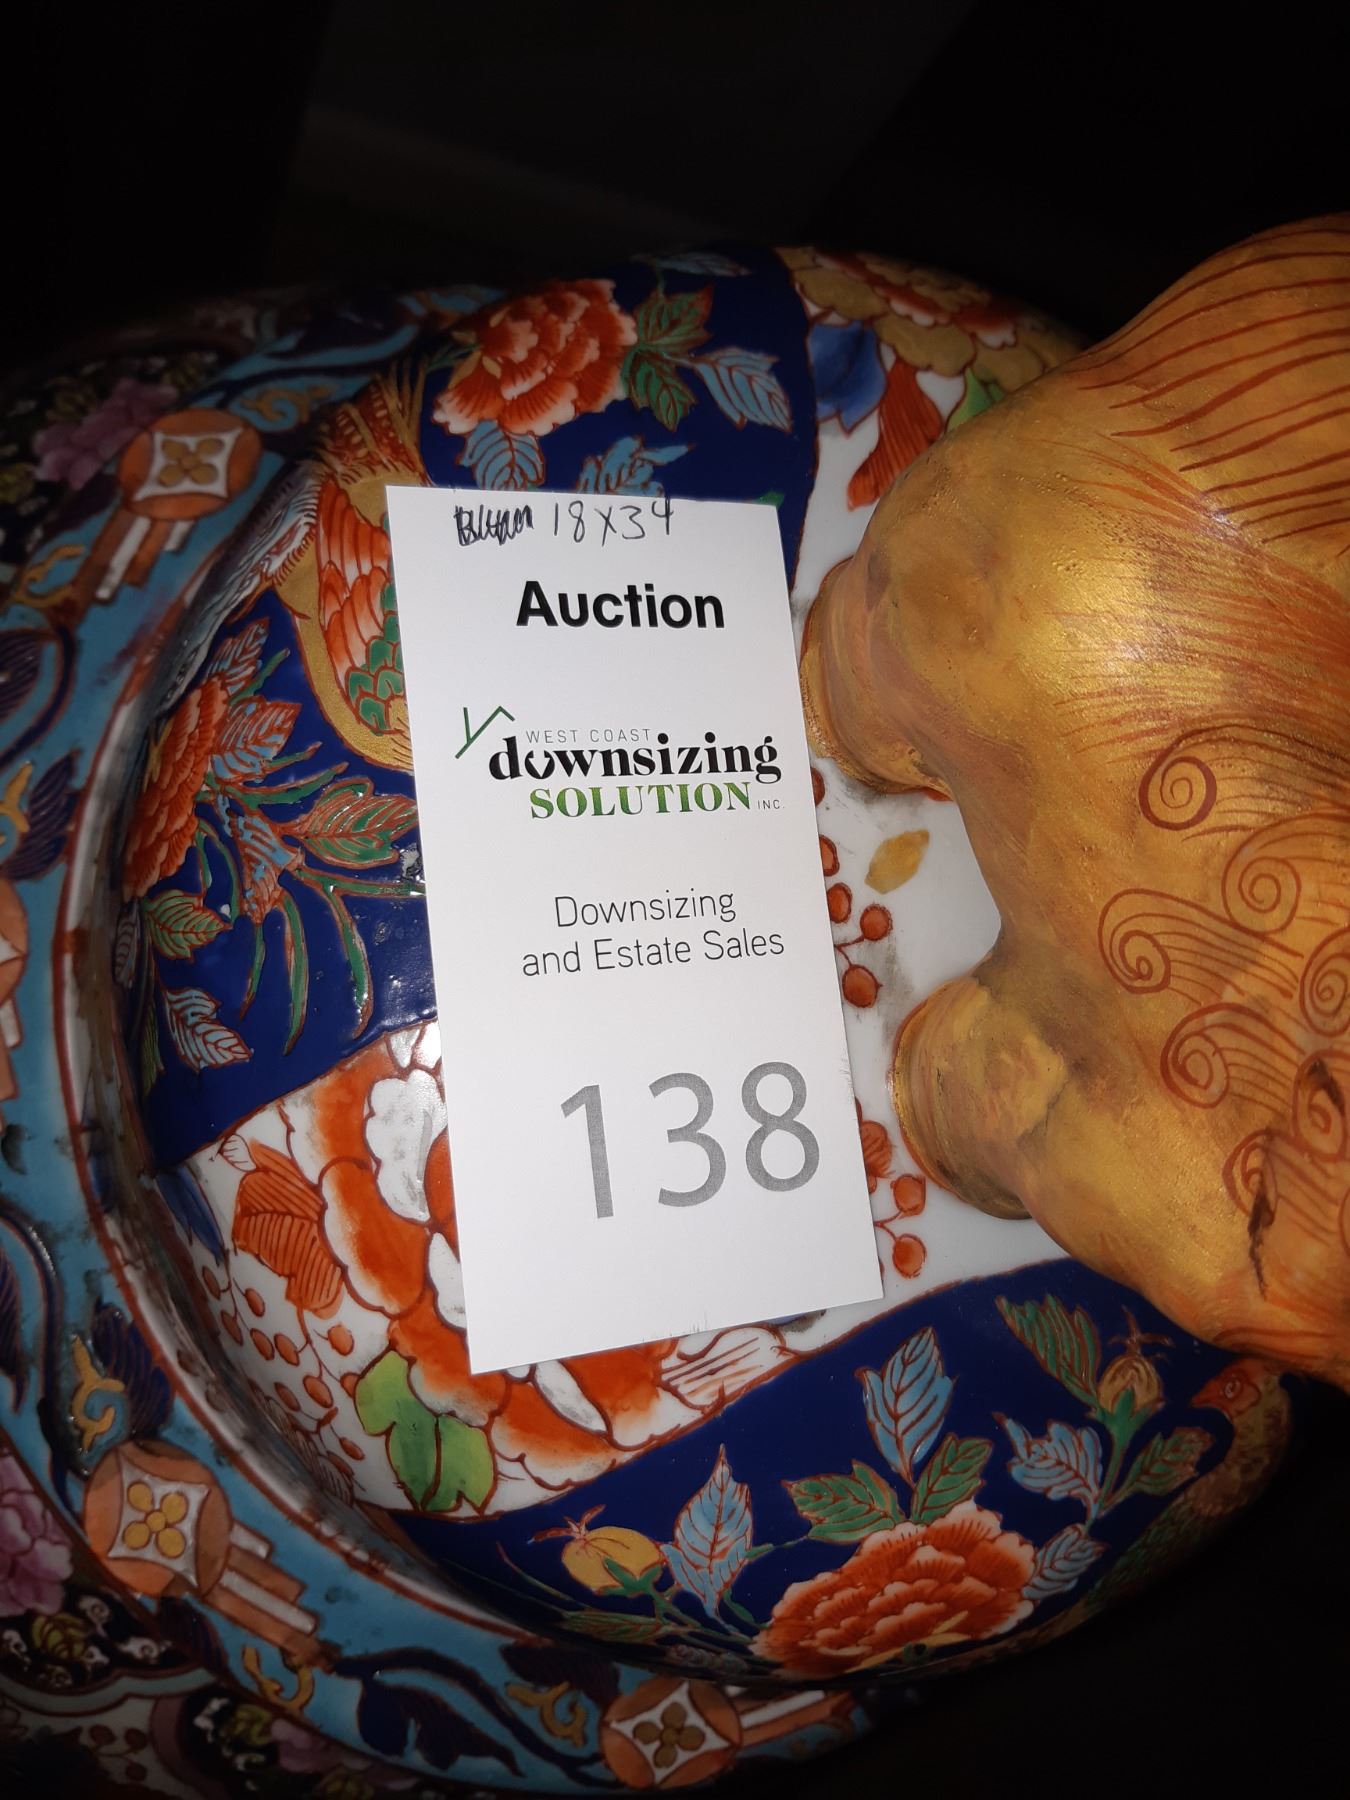 18x34
Auction
WEST COAST
downsizing
SOLUTION INC.
Downsizing
and Estate Sales
138